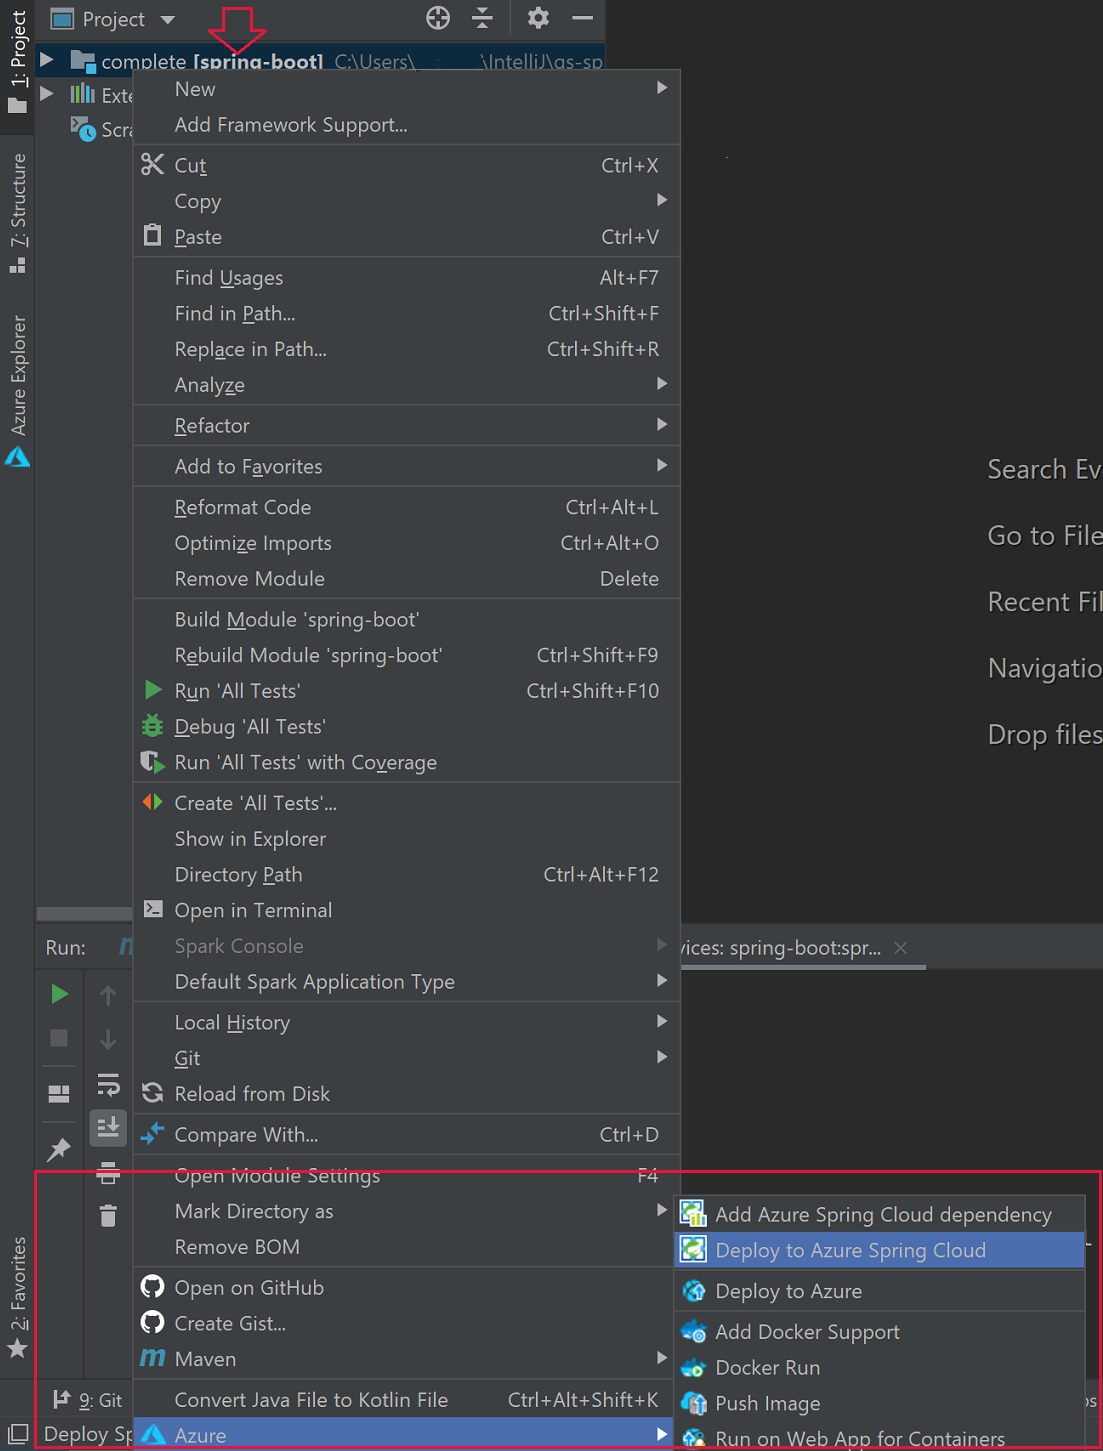 Project
1: Project
complete [spring-boot] C:\Users\ \IntelliJ\gs-sp
Exte
Scra
New
Add Framework Support...
Cut Ctrl+X
Copy
Paste Ctrl+V
Find Usages Alt+F7
Find in Path... Ctrl+Shift+F
Replace in Path... Ctrl+Shift+R
Analyze
Refactor
Add to Favorites
Reformat Code Ctrl+Alt+L
Optimize Imports Ctrl+Alt+O
Remove Module Delete
Build Module 'spring-boot'
Rebuild Module 'spring-boot' Ctrl+Shift+F9
Run 'All Tests' Ctrl+Shift+F10
Debug 'All Tests'
Run 'All Tests' with Coverage
Create 'All Tests'...
Show in Explorer
Directory Path Ctrl+Alt+F12
Open in Terminal
Spark Console
Default Spark Application Type
Local History
Git
Reload from Disk
Compare With... Ctrl+D
Open Module Settings F4
Mark Directory as
Remove BOM
Open on GitHub
Create Gist...
Maven
Convert Java File to Kotlin File Ctrl+Alt+Shift+K
Azure
Add Azure Spring Cloud dependency
Deploy to Azure Spring Cloud
Deploy to Azure
Add Docker Support
Docker Run
Push Image
Run on Web App for Containers
7: Structure
Azure Explorer
2: Favorites
Search Eve
Go to File
Recent Fil
Navigatio
Drop files
Run:
vices: spring-boot:spr...
9: Git
Deploy Sp